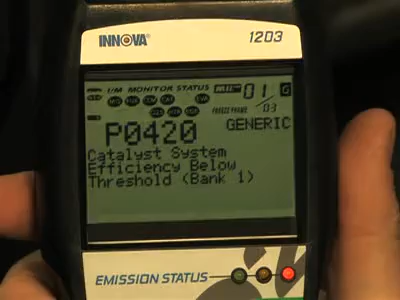 INNOVA® 1203
I/M MONITOR STATUS MIL 01 G
FREEZE FRAME 03
P0420 GENERIC
Catalyst System
Efficiency Below
Threshold (Bank 1)
EMISSION STATUS